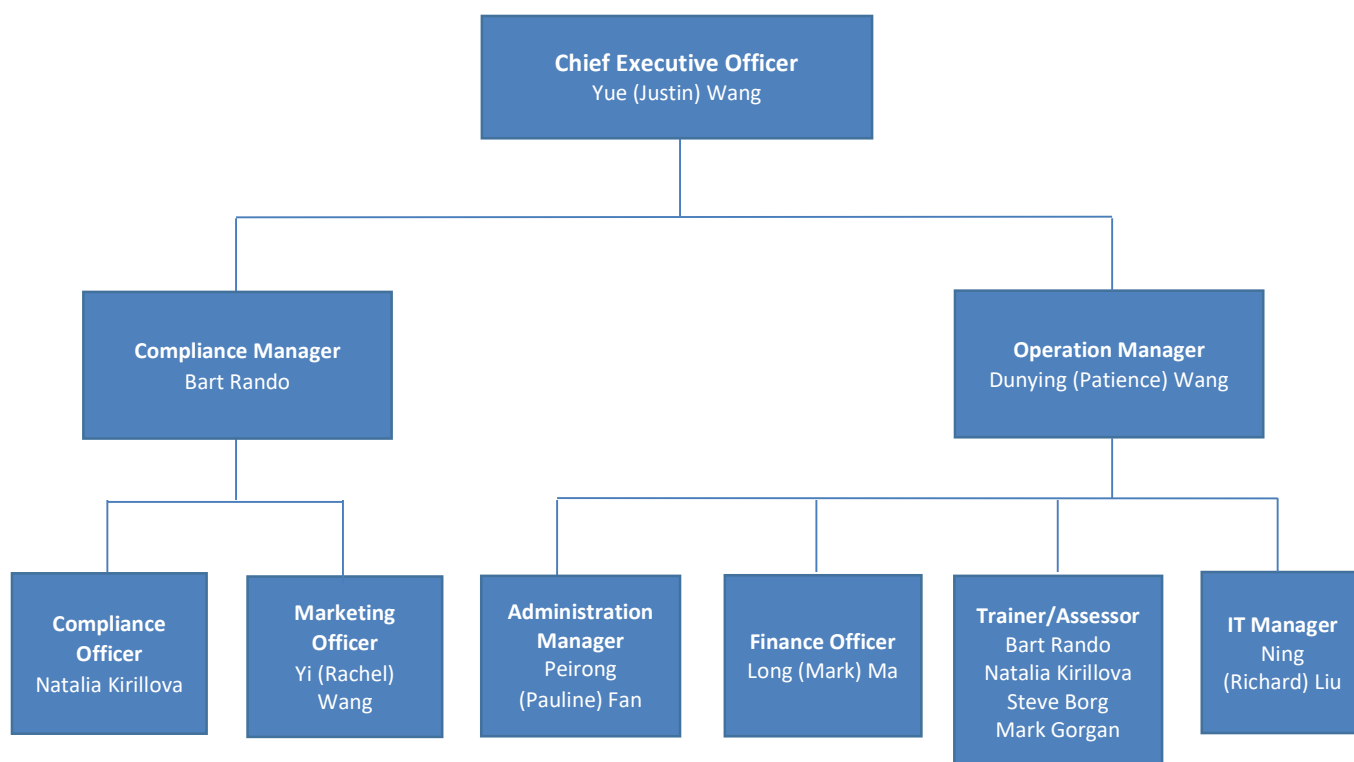 Chief Executive Officer
Yue (Justin) Wang
Compliance Manager
Bart Rando
Operation Manager
Dunying (Patience) Wang
Compliance
Officer
Natalia Kirillova
Marketing
Officer
Yi (Rachel)
Wang
Administration
Manager
Peirong
(Pauline) Fan
Finance Officer
Long (Mark) Ma
Trainer/Assessor
Bart Rando
Natalia Kirillova
Steve Borg
Mark Gorgan
IT Manager
Ning
(Richard) Liu